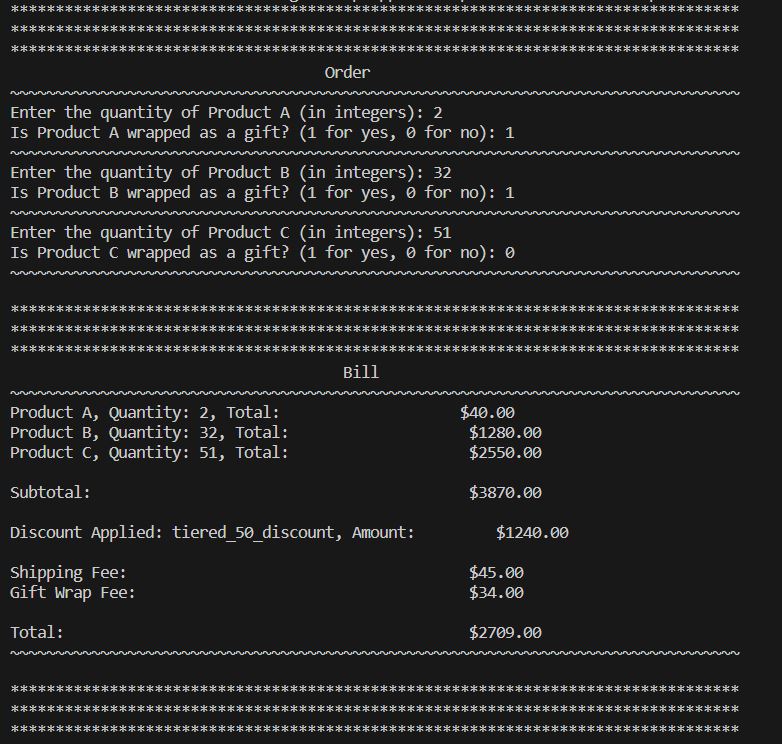 *********************************************************************************
*********************************************************************************
*********************************************************************************
Order
~~~~~~~~~~~~~~~~~~~~~~~~~~~~~~~~~~~~~~~~~~~~~~~~~~~~~~~~~~~~~~~~~~~~~~~~~~~~~~~~~
Enter the quantity of Product A (in integers): 2
Is Product A wrapped as a gift? (1 for yes, 0 for no): 1
~~~~~~~~~~~~~~~~~~~~~~~~~~~~~~~~~~~~~~~~~~~~~~~~~~~~~~~~~~~~~~~~~~~~~~~~~~~~~~~~~
Enter the quantity of Product B (in integers): 32
Is Product B wrapped as a gift? (1 for yes, 0 for no): 1
~~~~~~~~~~~~~~~~~~~~~~~~~~~~~~~~~~~~~~~~~~~~~~~~~~~~~~~~~~~~~~~~~~~~~~~~~~~~~~~~~
Enter the quantity of Product C (in integers): 51
Is Product C wrapped as a gift? (1 for yes, 0 for no): 0
~~~~~~~~~~~~~~~~~~~~~~~~~~~~~~~~~~~~~~~~~~~~~~~~~~~~~~~~~~~~~~~~~~~~~~~~~~~~~~~~~
*********************************************************************************
*********************************************************************************
*********************************************************************************
Bill
~~~~~~~~~~~~~~~~~~~~~~~~~~~~~~~~~~~~~~~~~~~~~~~~~~~~~~~~~~~~~~~~~~~~~~~~~~~~~~~~~
Product A, Quantity: 2, Total: $40.00
Product B, Quantity: 32, Total: $1280.00
Product C, Quantity: 51, Total: $2550.00
Subtotal: $3870.00
Discount Applied: tiered_50_discount, Amount: $1240.00
Shipping Fee: $45.00
Gift Wrap Fee: $34.00
Total: $2709.00
~~~~~~~~~~~~~~~~~~~~~~~~~~~~~~~~~~~~~~~~~~~~~~~~~~~~~~~~~~~~~~~~~~~~~~~~~~~~~~~~~
*********************************************************************************
*********************************************************************************
*********************************************************************************